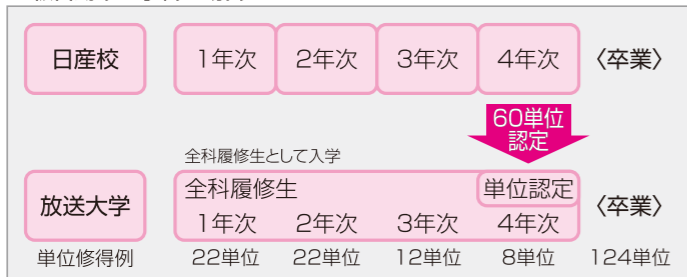 日産校 1年次 2年次 3年次 4年次 〈卒業〉
60単位
認定
全科履修生として入学
放送大学 全科履修生 単位認定 〈卒業〉
1年次 2年次 3年次 4年次
単位修得例 22単位 22単位 12単位 8単位 124単位